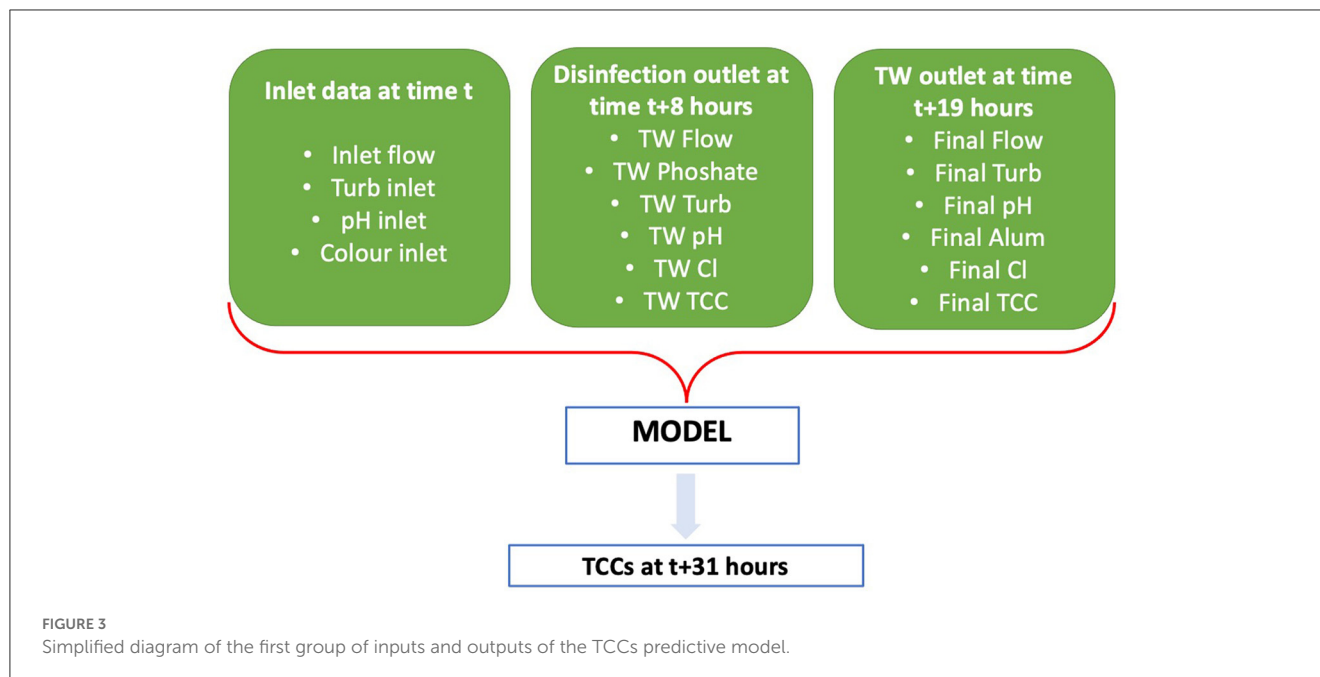 Inlet data at time t
• Inlet flow
• Turb inlet
• pH inlet
• Colour inlet
Disinfection outlet at
time t+8 hours
• TW Flow
• TW Phoshate
• TW Turb
• TW pH
• TW Cl
• TW TCC
TW outlet at time
t+19 hours
• Final Flow
• Final Turb
• Final pH
• Final Alum
• Final Cl
• Final TCC
MODEL
TCCs at t+31 hours
FIGURE 3
Simplified diagram of the first group of inputs and outputs of the TCCs predictive model.